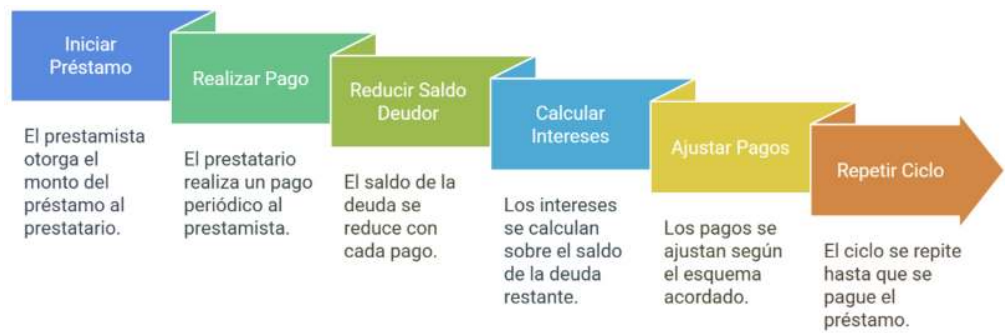 Iniciar
Préstamo
El prestamista
otorga el
monto del
préstamo al
prestatario.
Realizar Pago
El prestatario
realiza un pago
periódico al
prestamista.
Reducir Saldo
Deudor
El saldo de la
deuda se
reduce con
cada pago.
Calcular
Intereses
Los intereses
se calculan
sobre el saldo
de la deuda
restante.
Ajustar Pagos
Los pagos se
ajustan según
el esquema
acordado.
Repetir Ciclo
El ciclo se repite
hasta que se
pague el
préstamo.